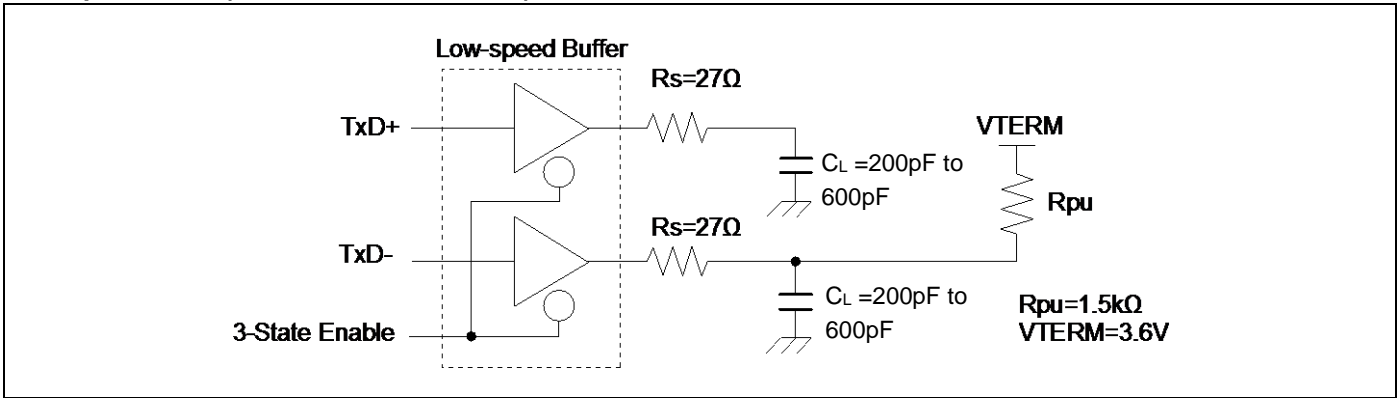 Low-speed Buffer
Rs=27Ω
TxD+
VTERM
CL =200pF to
600pF
Rpu
Rs=27Ω
TxD-
CL =200pF to
600pF
Rpu=1.5kΩ
VTERM=3.6V
3-State Enable